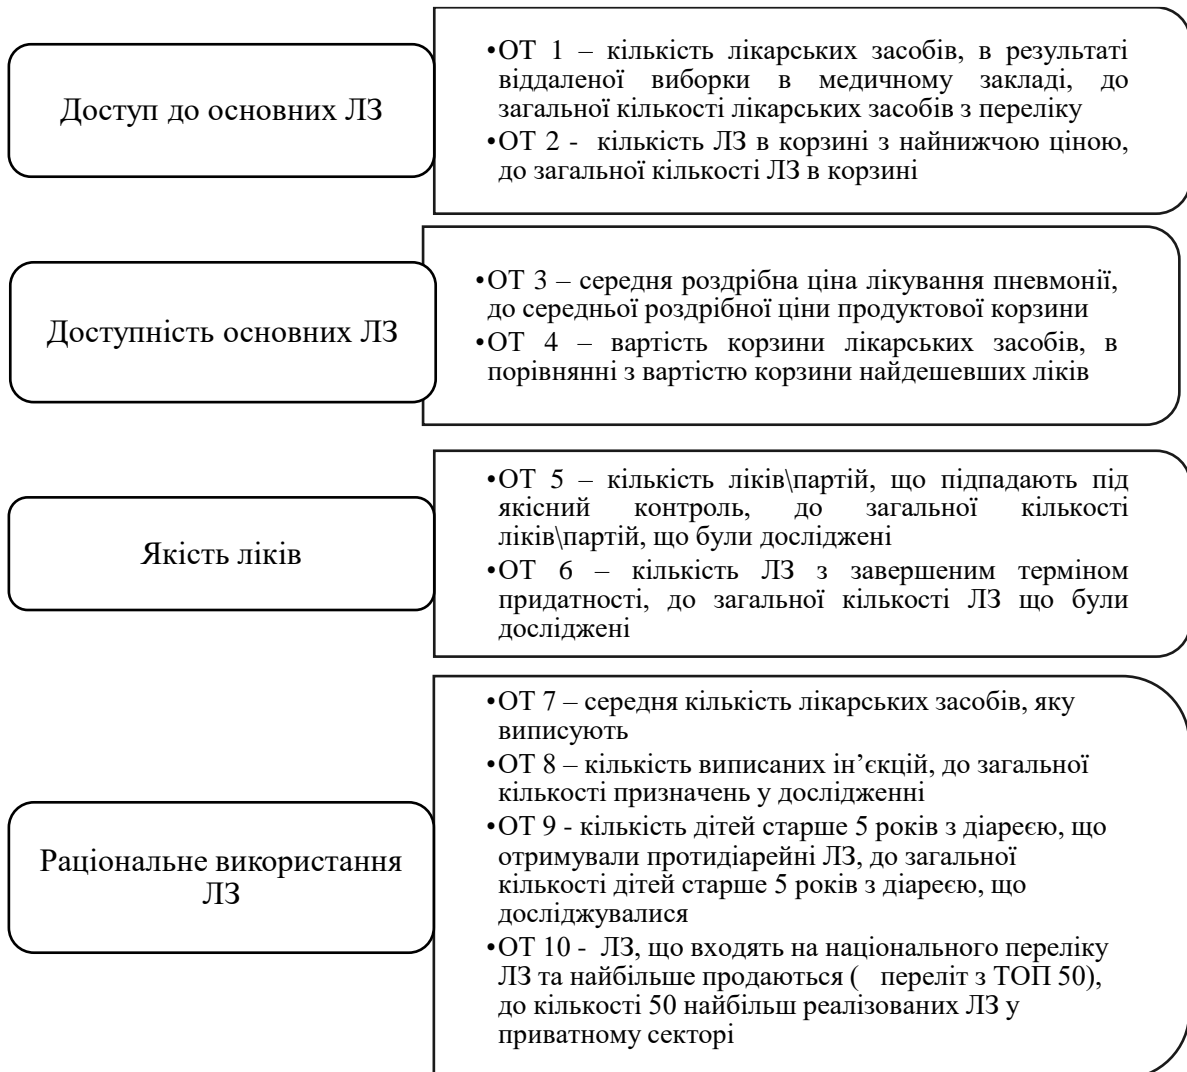 Доступ до основних ЛЗ
•ОТ 1 – кількість лікарських засобів, в результаті
віддаленої виборки в медичному закладі, до
загальної кількості лікарських засобів з переліку
•ОТ 2 - кількість ЛЗ в корзині з найнижчою ціною,
до загальної кількості ЛЗ в корзині
Доступність основних ЛЗ
•ОТ 3 – середня роздрібна ціна лікування пневмонії,
до середньої роздрібної ціни продуктової корзини
•ОТ 4 – вартість корзини лікарських засобів, в
порівнянні з вартістю корзини найдешевших ліків
Якість ліків
•ОТ 5 – кількість ліків\партій, що підпадають під
якісний контроль, до загальної кількості
ліків\партій, що були досліджені
•ОТ 6 – кількість ЛЗ з завершеним терміном
придатності, до загальної кількості ЛЗ що були
досліджені
Раціональне використання
ЛЗ
•ОТ 7 – середня кількість лікарських засобів, яку
виписують
•ОТ 8 – кількість виписаних ін’єкцій, до загальної
кількості призначень у дослідженні
•ОТ 9 - кількість дітей старше 5 років з діареєю, що
отримували протидіарейні ЛЗ, до загальної
кількості дітей старше 5 років з діареєю, що
досліджувалися
•ОТ 10 - ЛЗ, що входять на національного переліку
ЛЗ та найбільше продаються ( переліт з ТОП 50),
до кількості 50 найбільш реалізованих ЛЗ у
приватному секторі